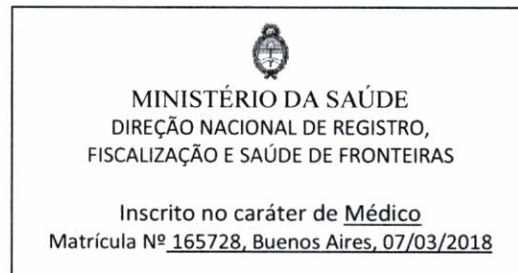 MINISTÉRIO DA SAÚDE
DIREÇÃO NACIONAL DE REGISTRO,
FISCALIZAÇÃO E SAÚDE DE FRONTEIRAS
Inscrito no caráter de Médico
Matrícula Nº 165728, Buenos Aires, 07/03/2018